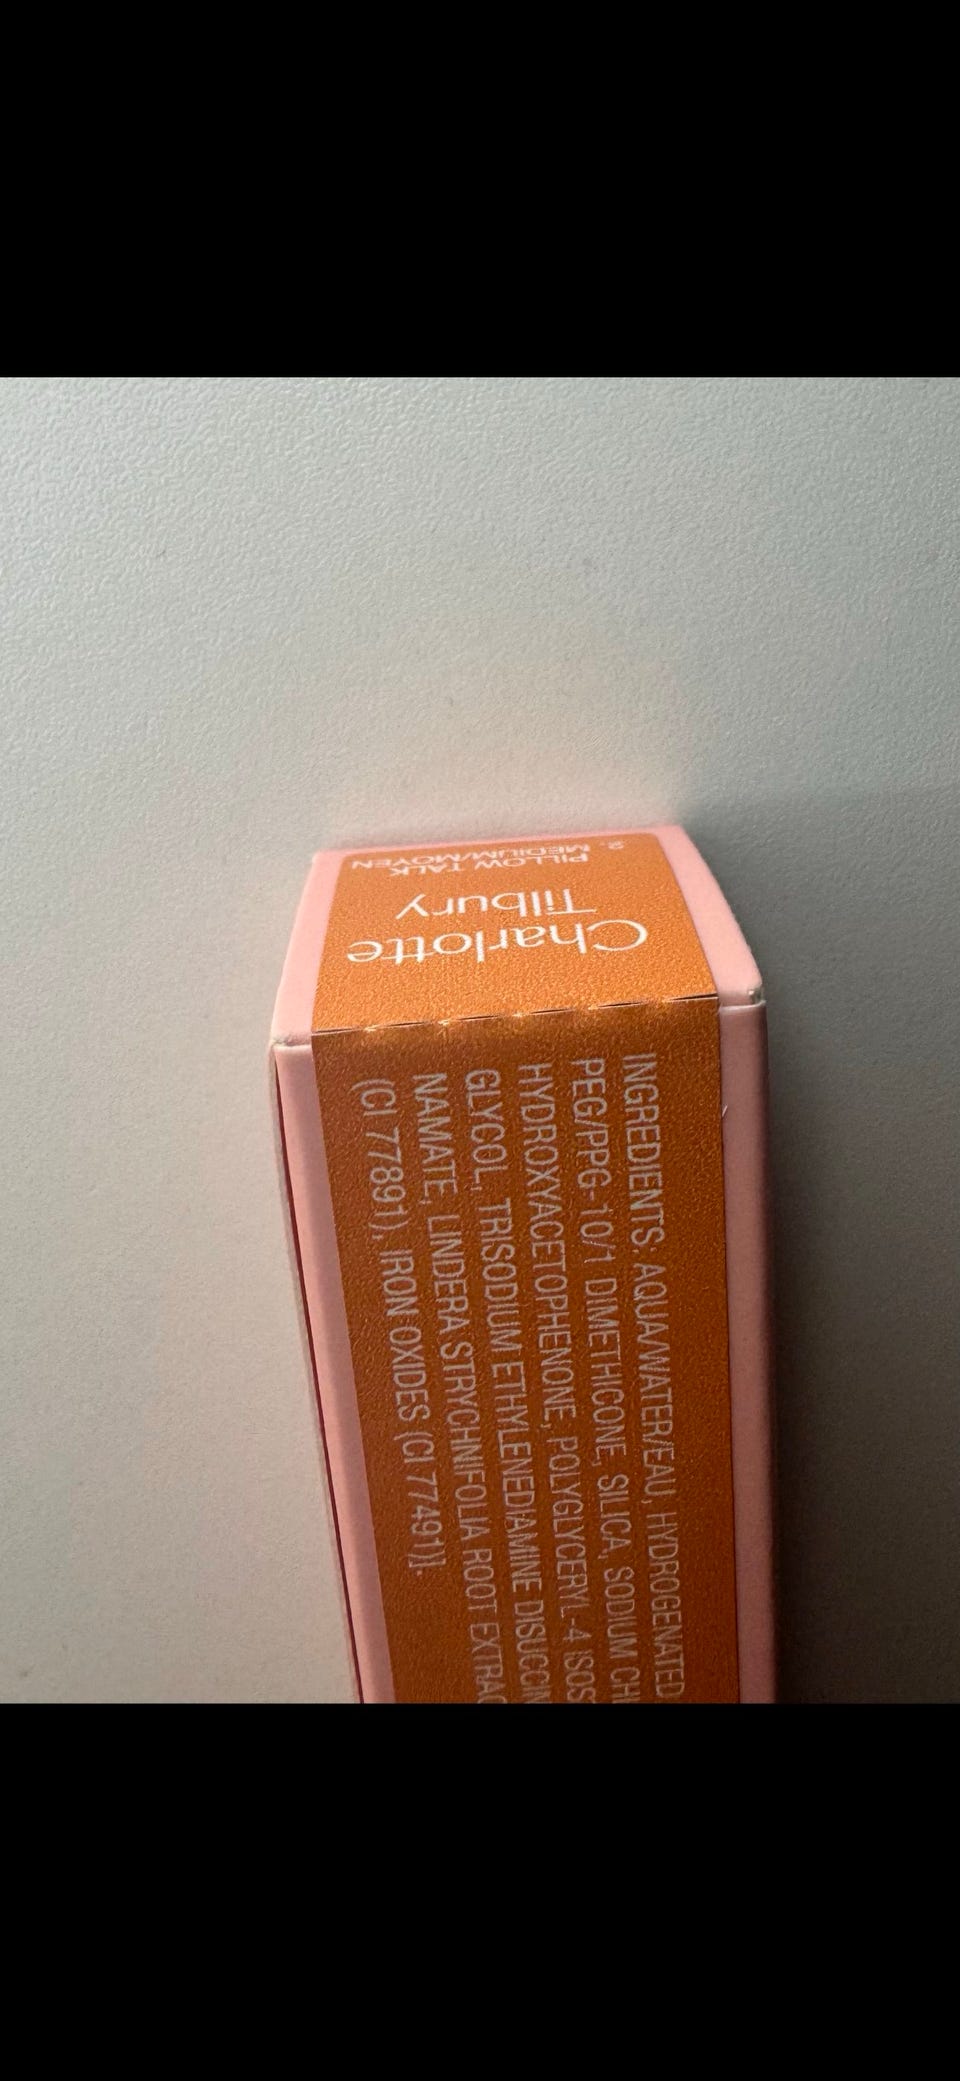 Charlotte
Tilbury
PILLOW TALK
2. MEDIUM/MOYEN
INGREDIENTS: AQUA/WATER/EAU, HYDROGENATED
PEG/PPG-10/1 DIMETHICONE, SILICA, SODIUM
HYDROXYACETOPHENONE, POLYGLYCERYL-4
GLYCOL, TRISODIUM ETHYLENEDIAMINE
NAMATE, LINDERA STRYCHNIFOLIA ROOT
(CI 77891), IRON OXIDES (CI 77491)].